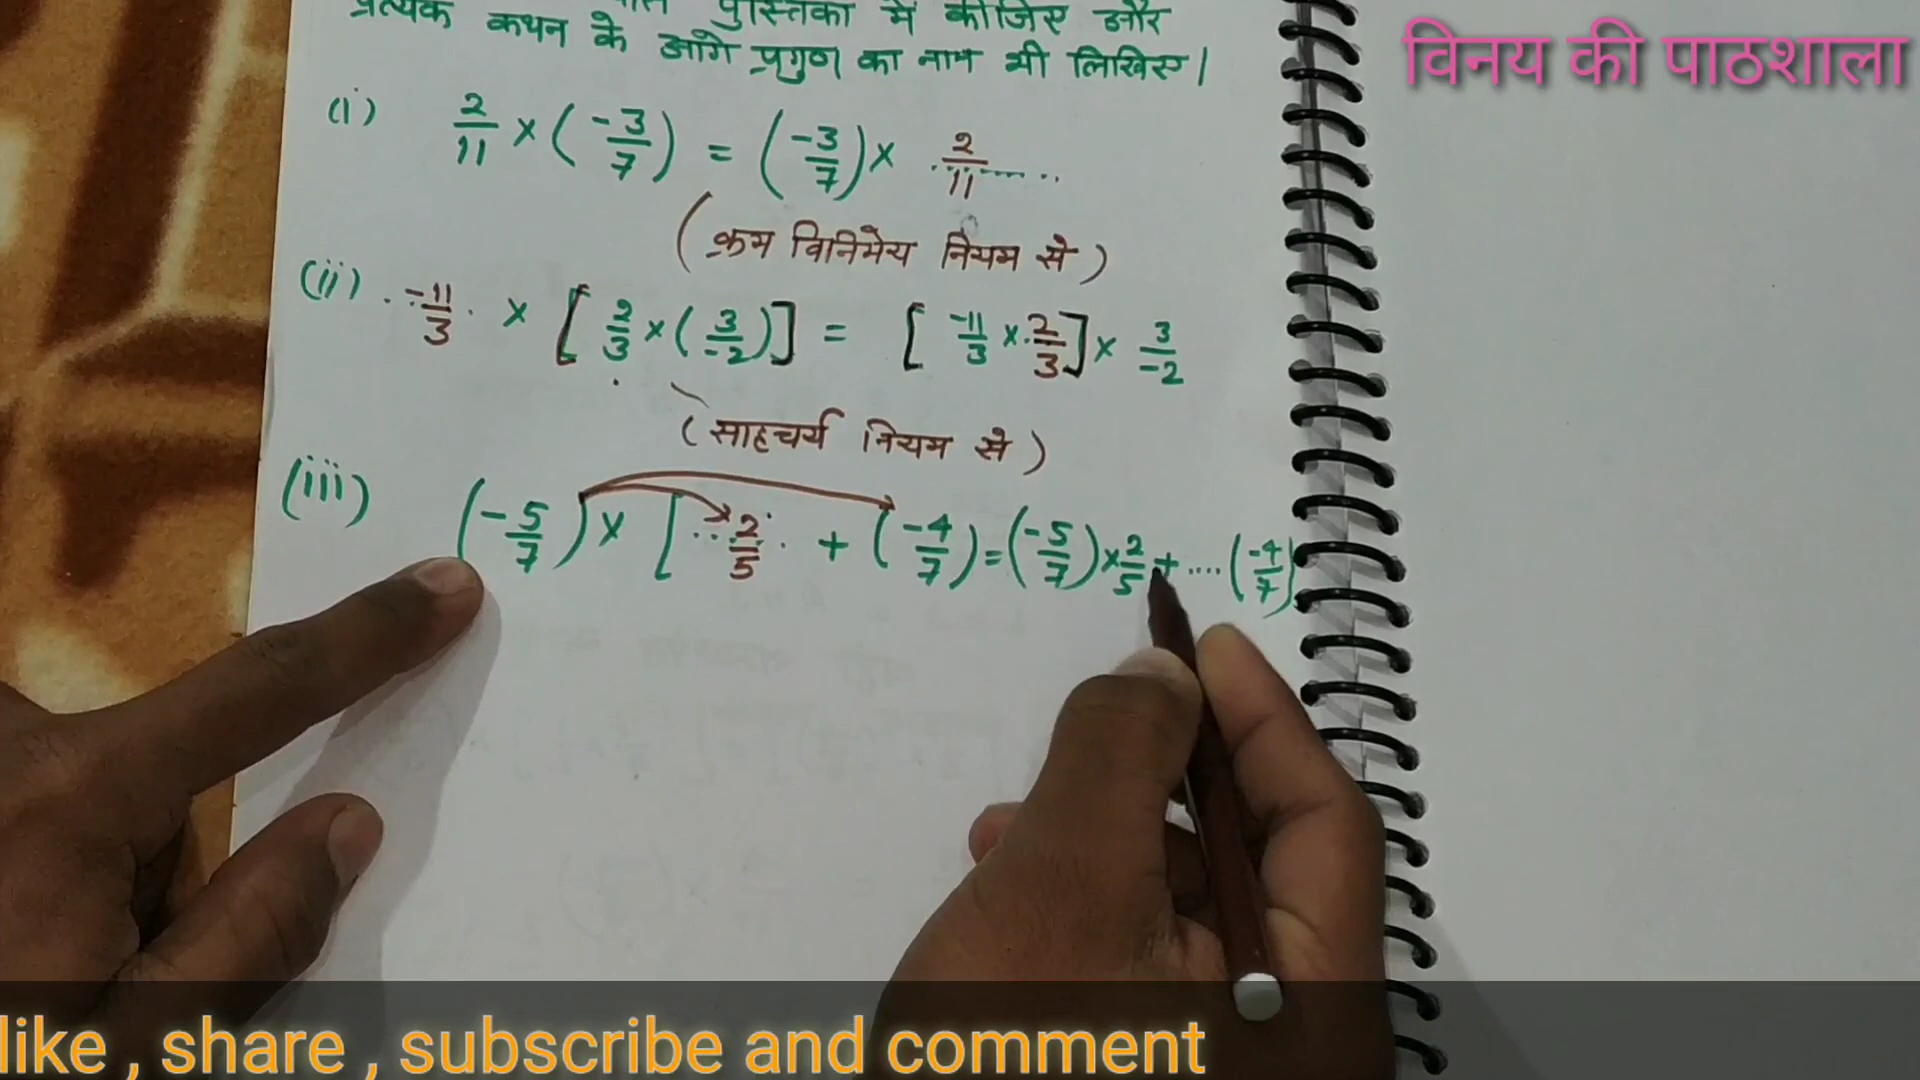 पुस्तिका में कीजिए और
प्रत्येक कथन के आगे प्रगुण का नाम भी लिखिए।
विनय की पाठशाला
(i) 2/11 × (-3/7) = (-3/7) × ..2/11.....
(क्रम विनिमेय नियम से)
(ii) . -11/3 . × [2/3 × (3/-2)] = [-11/3 × . 2/3] × 3/-2
(साहचर्य नियम से)
(iii) (-5/7) × [...2/5.. + (-4/7) = (-5/7) × 2/5 + .... (-4/7)
like , share , subscribe and comment